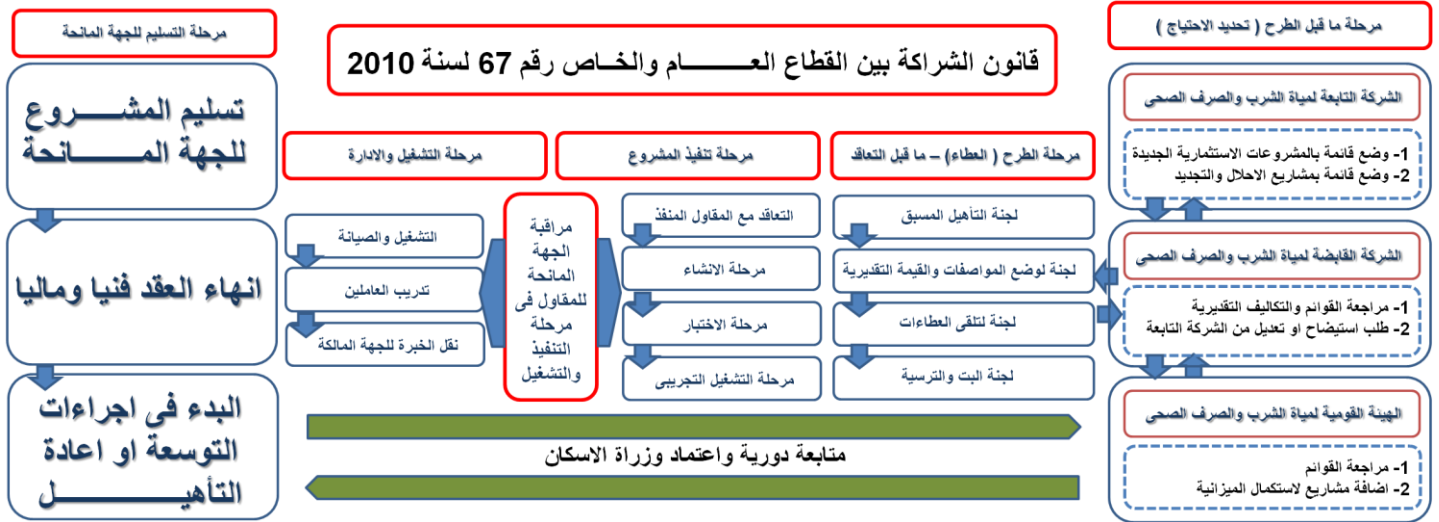 قانون الشراكة بين القطاع العـــــــــام والخــاص رقم 67 لسنة 2010
مرحلة ما قبل الطرح ( تحديد الاحتياج )
الشركة التابعة لمياة الشرب والصرف الصحى
1- وضع قائمة بالمشروعات الاستثمارية الجديدة
2- وضع قائمة بمشاريع الاحلال والتجديد
الشركة القابضة لمياة الشرب والصرف الصحى
1- مراجعة القوائم والتكاليف التقديرية
2- طلب استيضاح او تعديل من الشركة التابعة
الهيئة القومية لمياة الشرب والصرف الصحى
1- مراجعة القوائم
2- اضافة مشاريع لاستكمال الميزانية
مرحلة الطرح ( العطاء) – ما قبل التعاقد
لجنة التأهيل المسبق
لجنة لوضع المواصفات والقيمة التقديرية
لجنة لتلقى العطاءات
لجنة البت والترسية
مرحلة تنفيذ المشروع
التعاقد مع المقاول المنفذ
مرحلة الانشاء
مرحلة الاختبار
مرحلة التشغيل التجريبى
مراقبة
الجهة
المانحة
للمقاول فى
مرحلة
التنفيذ
والتشغيل
مرحلة التشغيل والادارة
التشغيل والصيانة
تدريب العاملين
نقل الخبرة للجهة المالكة
متابعة دورية واعتماد وزراة الاسكان
مرحلة التسليم للجهة المانحة
تسليم المشــــروع
للجهة المـــــــانحة
انهاء العقد فنيا وماليا
البدء فى اجراءات
التوسعة او اعادة
التأهيـــــــــــل